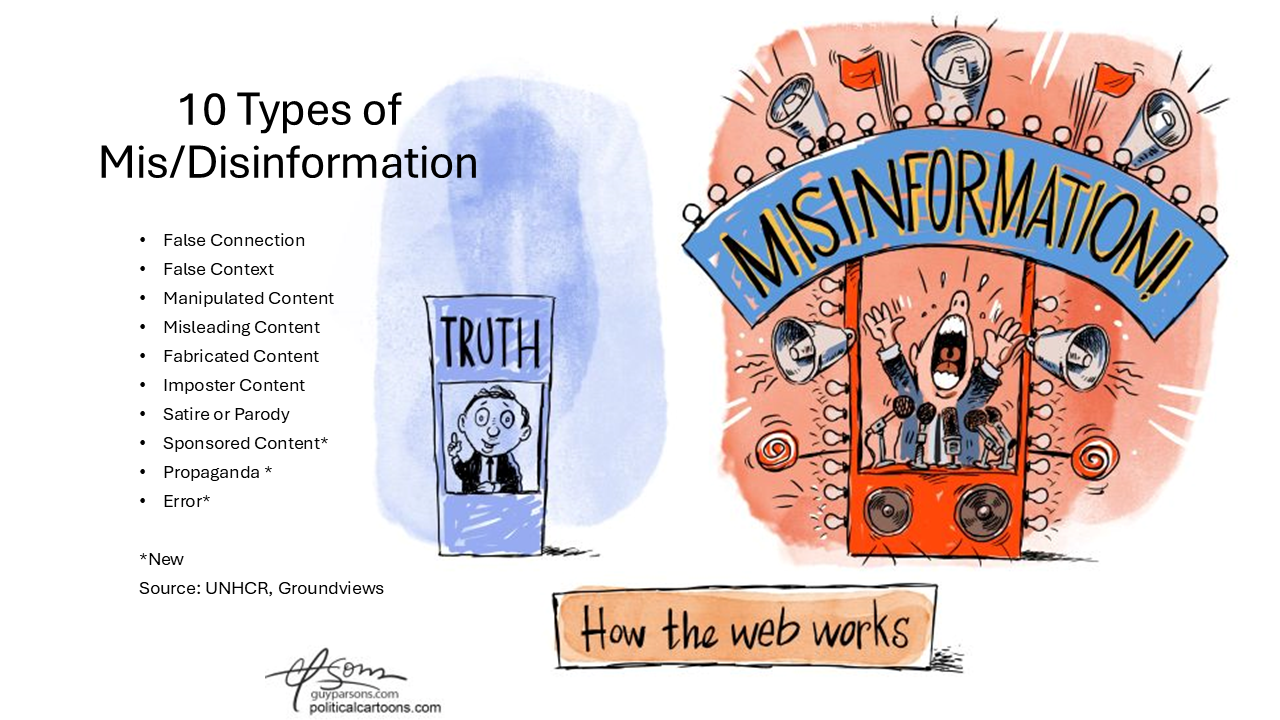 10 Types of
Mis/Disinformation
• False Connection
• False Context
• Manipulated Content
• Misleading Content
• Fabricated Content
• Imposter Content
• Satire or Parody
• Sponsored Content*
• Propaganda *
• Error*
*New
Source: UNHCR, Groundviews
TRUTH
MISINFORMATION!
How the web works
guyparsons.com
politicalcartoons.com